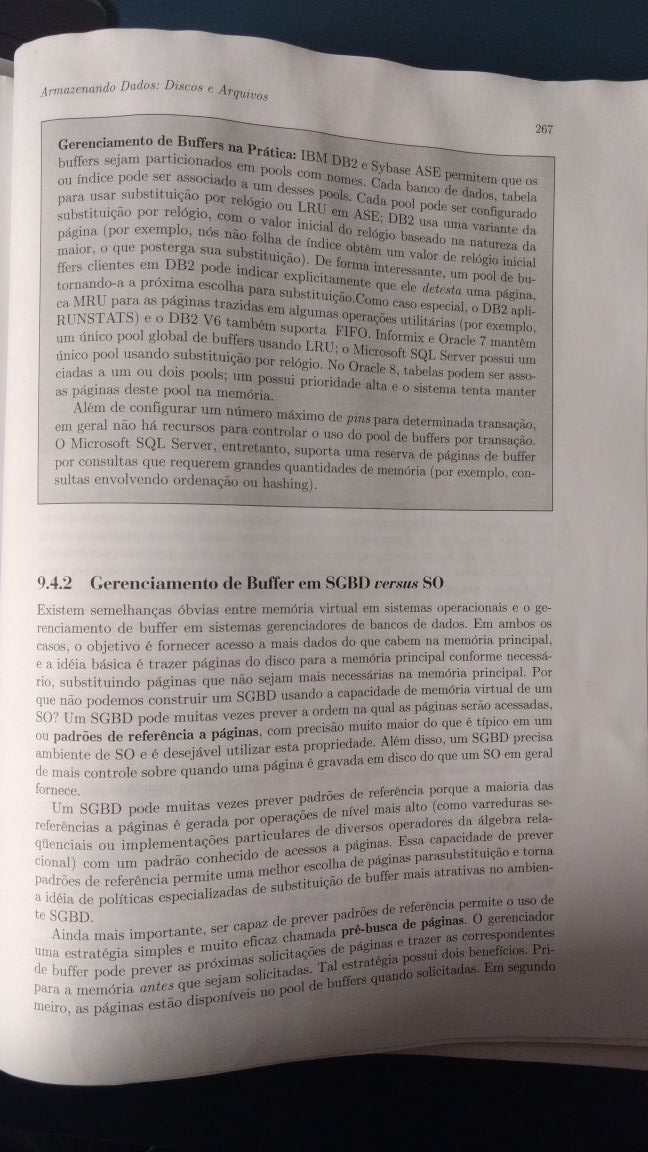 Armazenando Dados: Discos e Arquivos
267
Gerenciamento de Buffers na Prática: IBM DB2 e Sybase ASE permitem que os
buffers sejam particionados em pools com nomes. Cada banco de dados, tabela
ou índice pode ser associado a um desses pools. Cada pool pode ser configurado
para usar substituição por relógio ou LRU em ASE; DB2 usa uma variante da
substituição por relógio, com o valor inicial do relógio baseado na natureza da
página (por exemplo, nós não folha de índice obtêm um valor de relógio inicial
maior, o que posterga sua substituição). De forma interessante, um pool de bu-
ffers clientes em DB2 pode indicar explicitamente que ele detesta uma página,
tornando-a a próxima escolha para substituição.Como caso especial, o DB2 apli-
ca MRU para as páginas trazidas em algumas operações utilitárias (por exemplo,
RUNSTATS) e o DB2 V6 também suporta FIFO. Informix e Oracle 7 mantêm
um único pool global de buffers usando LRU; o Microsoft SQL Server possui um
único pool usando substituição por relógio. No Oracle 8, tabelas podem ser asso-
ciadas a um ou dois pools; um possui prioridade alta e o sistema tenta manter
as páginas deste pool na memória.
Além de configurar um número máximo de pins para determinada transação,
em geral não há recursos para controlar o uso do pool de buffers por transação.
O Microsoft SQL Server, entretanto, suporta uma reserva de páginas de buffer
por consultas que requerem grandes quantidades de memória (por exemplo, con-
sultas envolvendo ordenação ou hashing).
9.4.2 Gerenciamento de Buffer em SGBD versus SO
Existem semelhanças óbvias entre memória virtual em sistemas operacionais e o ge-
renciamento de buffer em sistemas gerenciadores de bancos de dados. Em ambos os
casos, o objetivo é fornecer acesso a mais dados do que cabem na memória principal,
e a idéia básica é trazer páginas do disco para a memória principal conforme necessá-
rio, substituindo páginas que não sejam mais necessárias na memória principal. Por
que não podemos construir um SGBD usando a capacidade de memória virtual de um
SO? Um SGBD pode muitas vezes prever a ordem na qual as páginas serão acessadas,
ou padrões de referência a páginas, com precisão muito maior do que é típico em um
ambiente de SO e é desejável utilizar esta propriedade. Além disso, um SGBD precisa
de mais controle sobre quando uma página é gravada em disco do que um SO em geral
fornece.
Um SGBD pode muitas vezes prever padrões de referência porque a maioria das
referências a páginas é gerada por operações de nível mais alto (como varreduras se-
qüenciais ou implementações particulares de diversos operadores da álgebra rela-
cional) com um padrão conhecido de acessos a páginas. Essa capacidade de prever
padrões de referência permite uma melhor escolha de páginas parasubstituição e torna
a idéia de políticas especializadas de substituição de buffer mais atrativas no ambien-
te SGBD.
Ainda mais importante, ser capaz de prever padrões de referência permite o uso de
uma estratégia simples e muito eficaz chamada pré-busca de páginas. O gerenciador
de buffer pode prever as próximas solicitações de páginas e trazer as correspondentes
para a memória antes que sejam solicitadas. Tal estratégia possui dois benefícios. Pri-
meiro, as páginas estão disponíveis no pool de buffers quando solicitadas. Em segundo